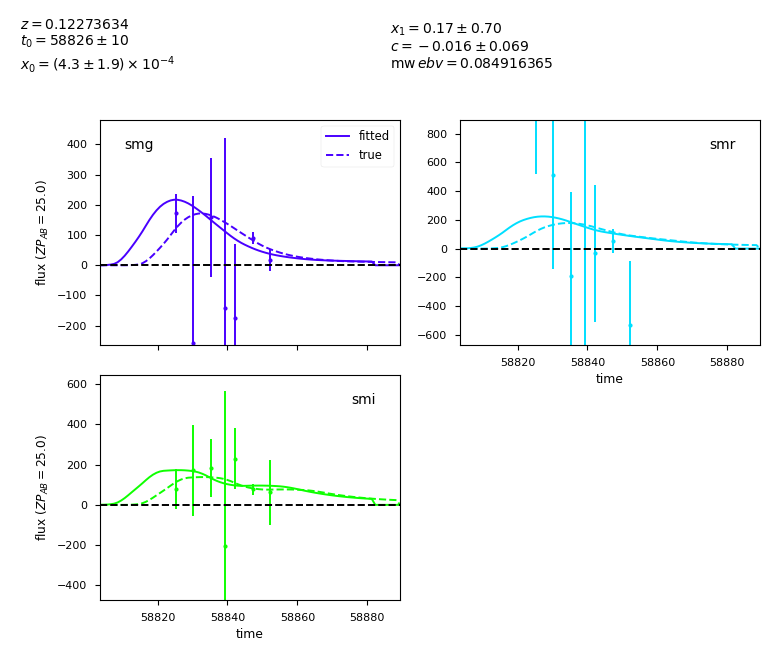 z = 0.12273634
t₀ = 58826 ± 10
x₀ = (4.3 ± 1.9) × 10⁻⁴
x₁ = 0.17 ± 0.70
c = −0.016 ± 0.069
mw ebv = 0.084916365
smg
fitted
true
400
300
200
100
0
−100
−200
flux (ZP_AB = 25.0)
smr
800
600
400
200
0
−200
−400
−600
58820 58840 58860 58880
time
smi
600
400
200
0
−200
−400
flux (ZP_AB = 25.0)
58820 58840 58860 58880
time